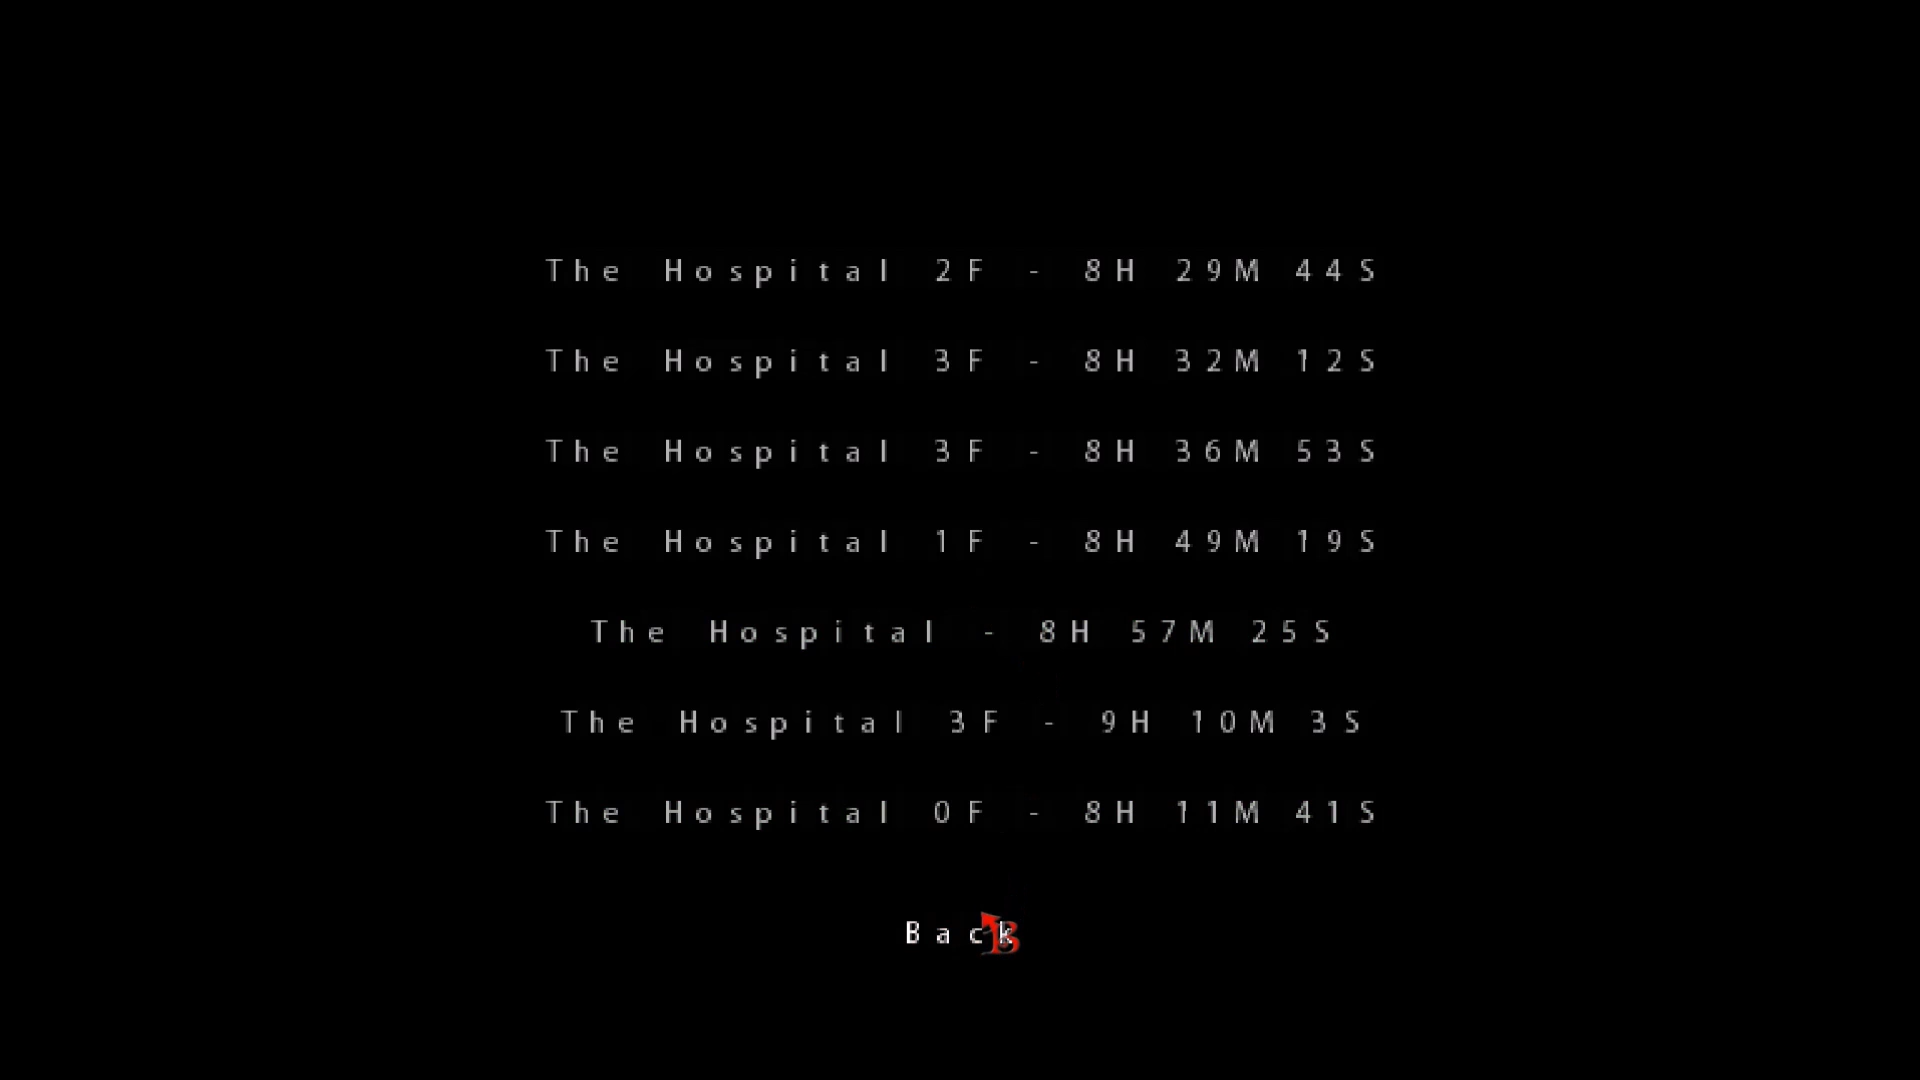 The Hospital 2F - 8H 29M 44S
The Hospital 3F - 8H 32M 12S
The Hospital 3F - 8H 36M 53S
The Hospital 1F - 8H 49M 19S
The Hospital - 8H 57M 25S
The Hospital 3F - 9H 10M 3S
The Hospital 0F - 8H 11M 41S
Back